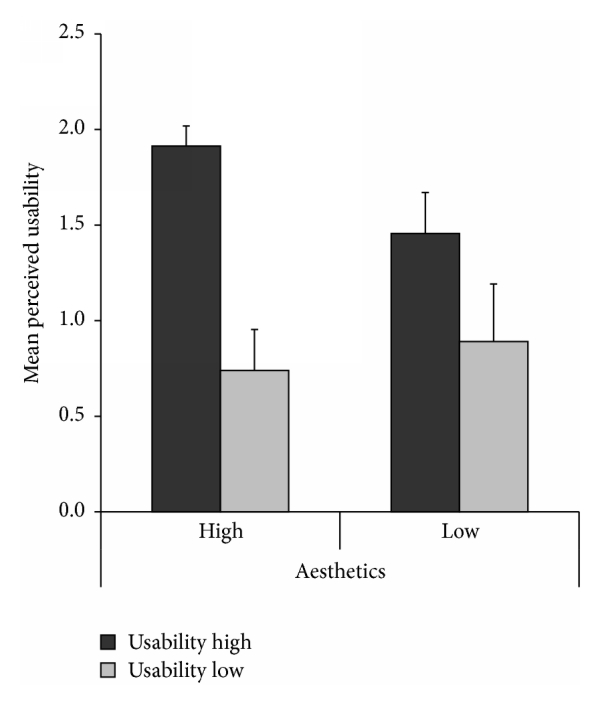 Mean perceived usability
2.5
2.0
1.5
1.0
0.5
0.0
High
Low
Aesthetics
Usability high
Usability low